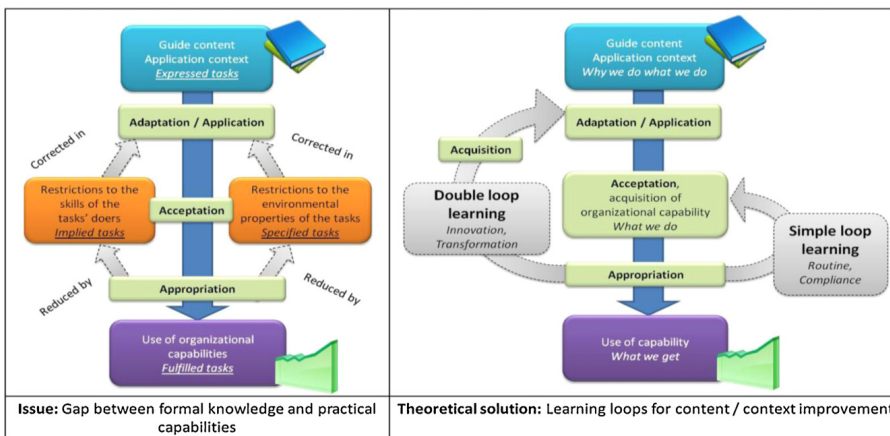 Guide content
Application context
Expressed tasks
Adaptation / Application
Corrected in
Corrected in
Restrictions to the
skills of the
tasks' doers
Implied tasks
Acceptation
Restrictions to the
environmental
properties of the tasks
Specified tasks
Reduced by
Appropriation
Reduced by
Use of organizational
capabilities
Fulfilled tasks
Issue: Gap between formal knowledge and practical
capabilities
Guide content
Application context
Why we do what we do
Adaptation / Application
Acquisition
Double loop
learning
Innovation,
Transformation
Acceptation,
acquisition of
organizational capability
What we do
Simple loop
learning
Routine,
Compliance
Appropriation
Use of capability
What we get
Theoretical solution: Learning loops for content / context improvement